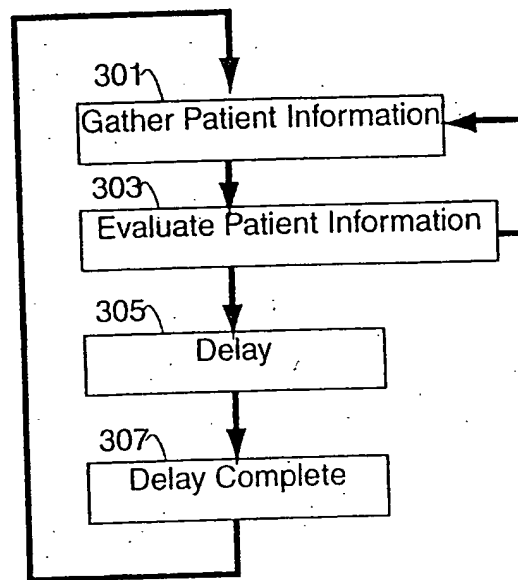 301
Gather Patient Information
303
Evaluate Patient Information
305
Delay
307
Delay Complete